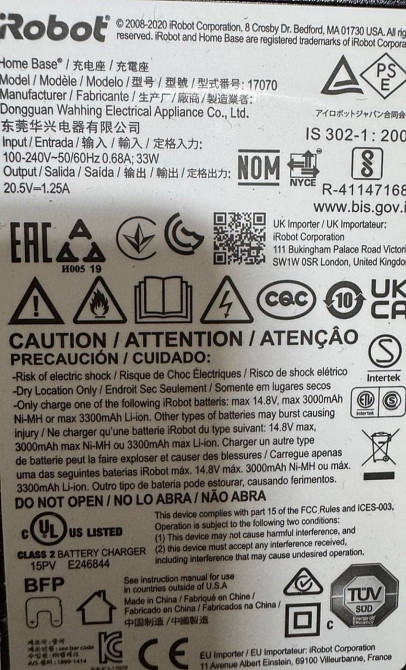 iRobot
© 2008-2020 iRobot Corporation, 8 Crosby Dr. Bedford, MA 01730 USA. All
reserved. iRobot and Home Base are registered trademarks of iRobot
Home Base® / 充电座 / 充電座
Model / Modèle / Modelo / 型号 / 型號 / 型式番号: 17070
Manufacturer / Fabricante / 生产厂 / 廠商 / 製造業者:
Dongguan Wahhing Electrical Appliance Co., Ltd.
东莞华兴电器有限公司
Input / Entrada / 输入 / 輸入 / 定格入力:
100-240V~50/60Hz 0.68A; 33W
Output / Salida / Saída / 输出 / 輸出 / 定格出力:
20.5V⎓1.25A
PS
E
アイロボットジャパン合同会
IS 302-1 : 200
NOM
NYCE
R-41147168
www.bis.gov.i
EAC
H005 19
UK Importer / UK Importateur:
iRobot Corporation
111 Bukingham Palace Road Victori
SW1W 0SR London, United Kingdo
CQC
10
UK
CA
CAUTION / ATTENTION / ATENÇÂO
PRECAUCIÓN / CUIDADO:
-Risk of electric shock / Risque de Choc Électriques / Risco de shock elétrico
-Dry Location Only / Endroit Sec Seulement / Somente em lugares secos
-Only charge one of the following iRobot batteris: max 14.8V, max 3000mAh
Ni-MH or max 3300mAh Li-ion. Other types of batteries may burst causing
injury / Ne charger qu'une batterie iRobot du type suivant: 14.8V max,
3000mah max Ni-MH ou 3300mah max Li-ion. Charger un autre type
de batterie peut la faire exploser et causer des blessures / Carregue apenas
uma das seguintes baterias iRobot máx. 14.8V máx. 3000mAh Ni-MH ou máx.
3300mAh Li-ion. Outro tipo de bateria pode estourar, causando ferimentos.
DO NOT OPEN / NO LO ABRA / NÃO ABRA
S
Intertek
Intertek
c UL US LISTED
CLASS 2 BATTERY CHARGER
15PV E246844
This device complies with part 15 of the FCC Rules and ICES-003.
Operation is subject to the following two conditions:
(1) This device may not cause harmful interference, and
(2) this device must accept any interference received,
including interference that may cause undesired operation.
BFP
See instruction manual for use
in countries outside of U.S.A
Made in China / Fabriqué en Chine /
Fabricado en China / Fabricados na China /
中国制造 / 中國製造
C
TÜV
SÜD
제조국: 중국
A/S 문의: 1899-1414
CE
EU Importer / EU Importateur: iRobot
11 Avenue Albert Einstein, 69100 Villeurbanne, France